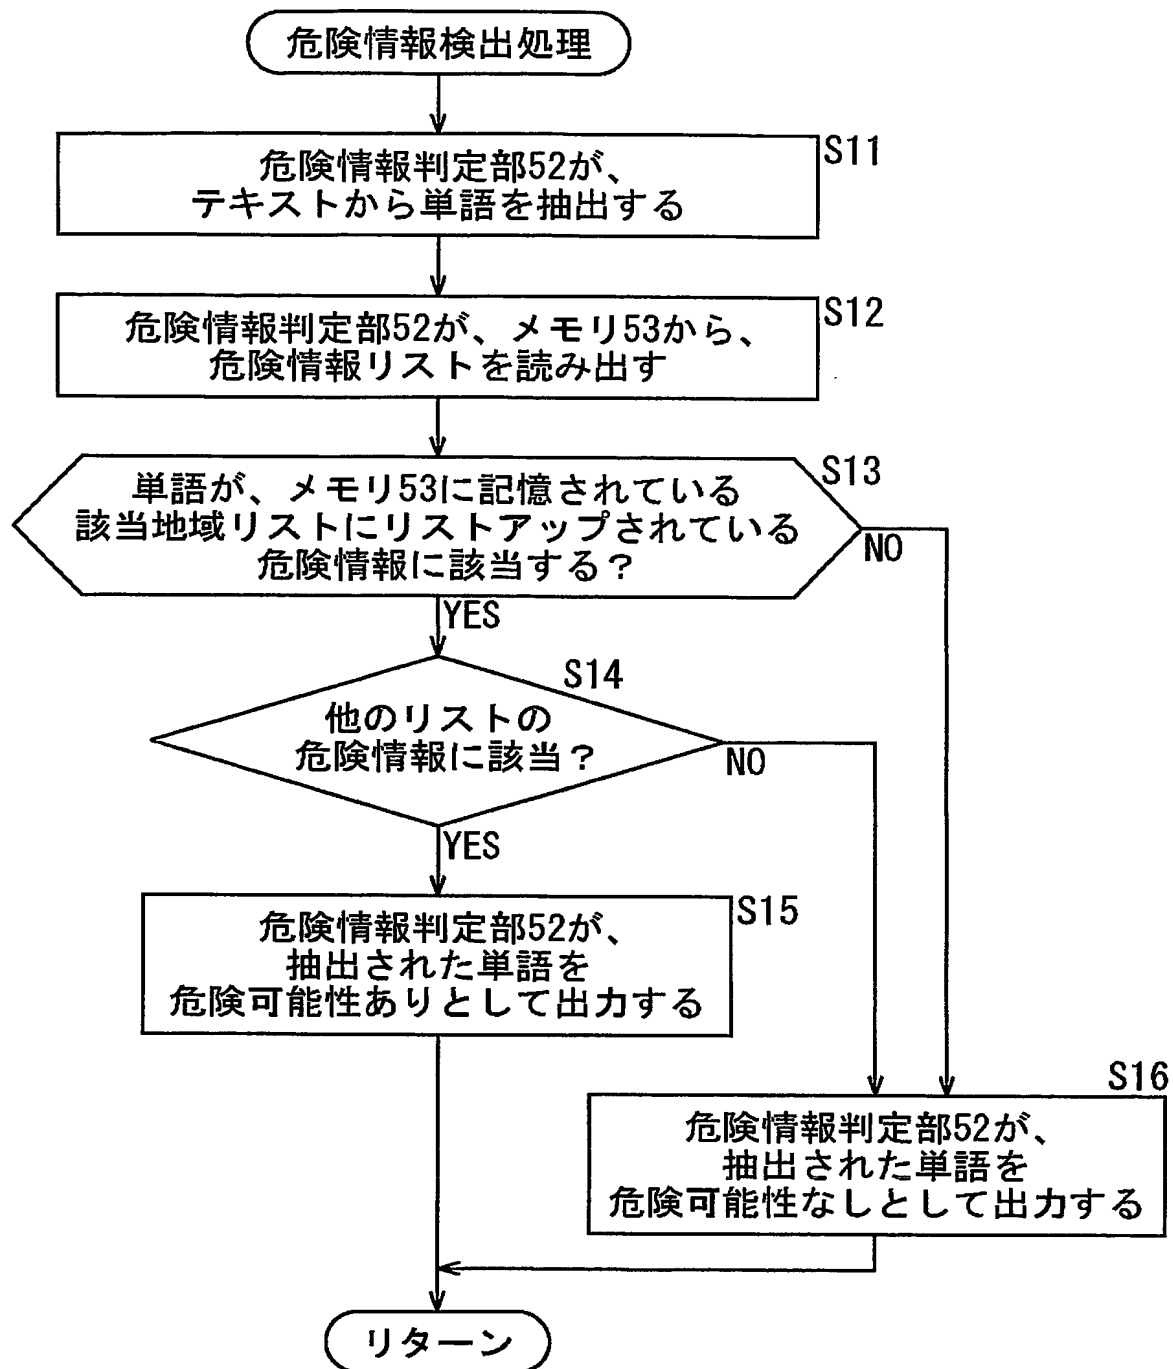 危険情報検出処理
S11
危険情報判定部52が、
テキストから単語を抽出する
S12
危険情報判定部52が、メモリ53から、
危険情報リストを読み出す
S13
単語が、メモリ53に記憶されている
該当地域リストにリストアップされている
危険情報に該当する?
NO
YES
S14
他のリストの
危険情報に該当?
NO
YES
S15
危険情報判定部52が、
抽出された単語を
危険可能性ありとして出力する
S16
危険情報判定部52が、
抽出された単語を
危険可能性なしとして出力する
リターン